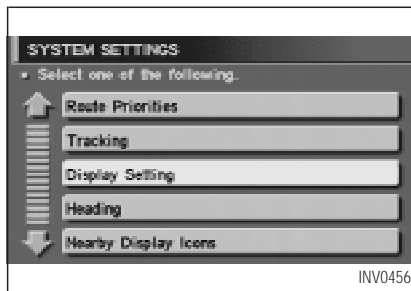 SYSTEM SETTINGS
▪ Select one of the following.
Route Priorities
Tracking
Display Setting
Heading
Nearby Display Icons
INV0456